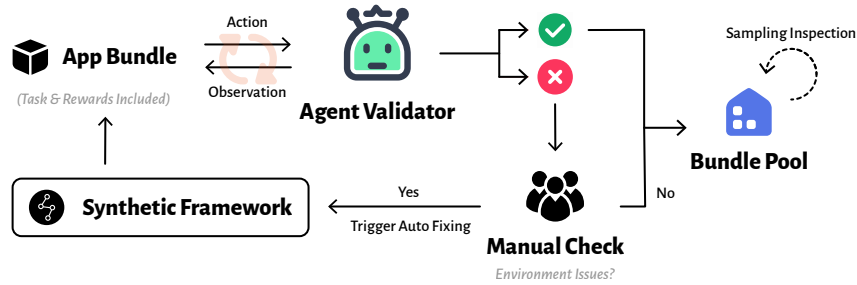 Action
Sampling Inspection
App Bundle
Observation
(Task & Rewards Included)
Agent Validator
Bundle Pool
Synthetic Framework
Yes
No
Trigger Auto Fixing
Manual Check
Environment Issues?